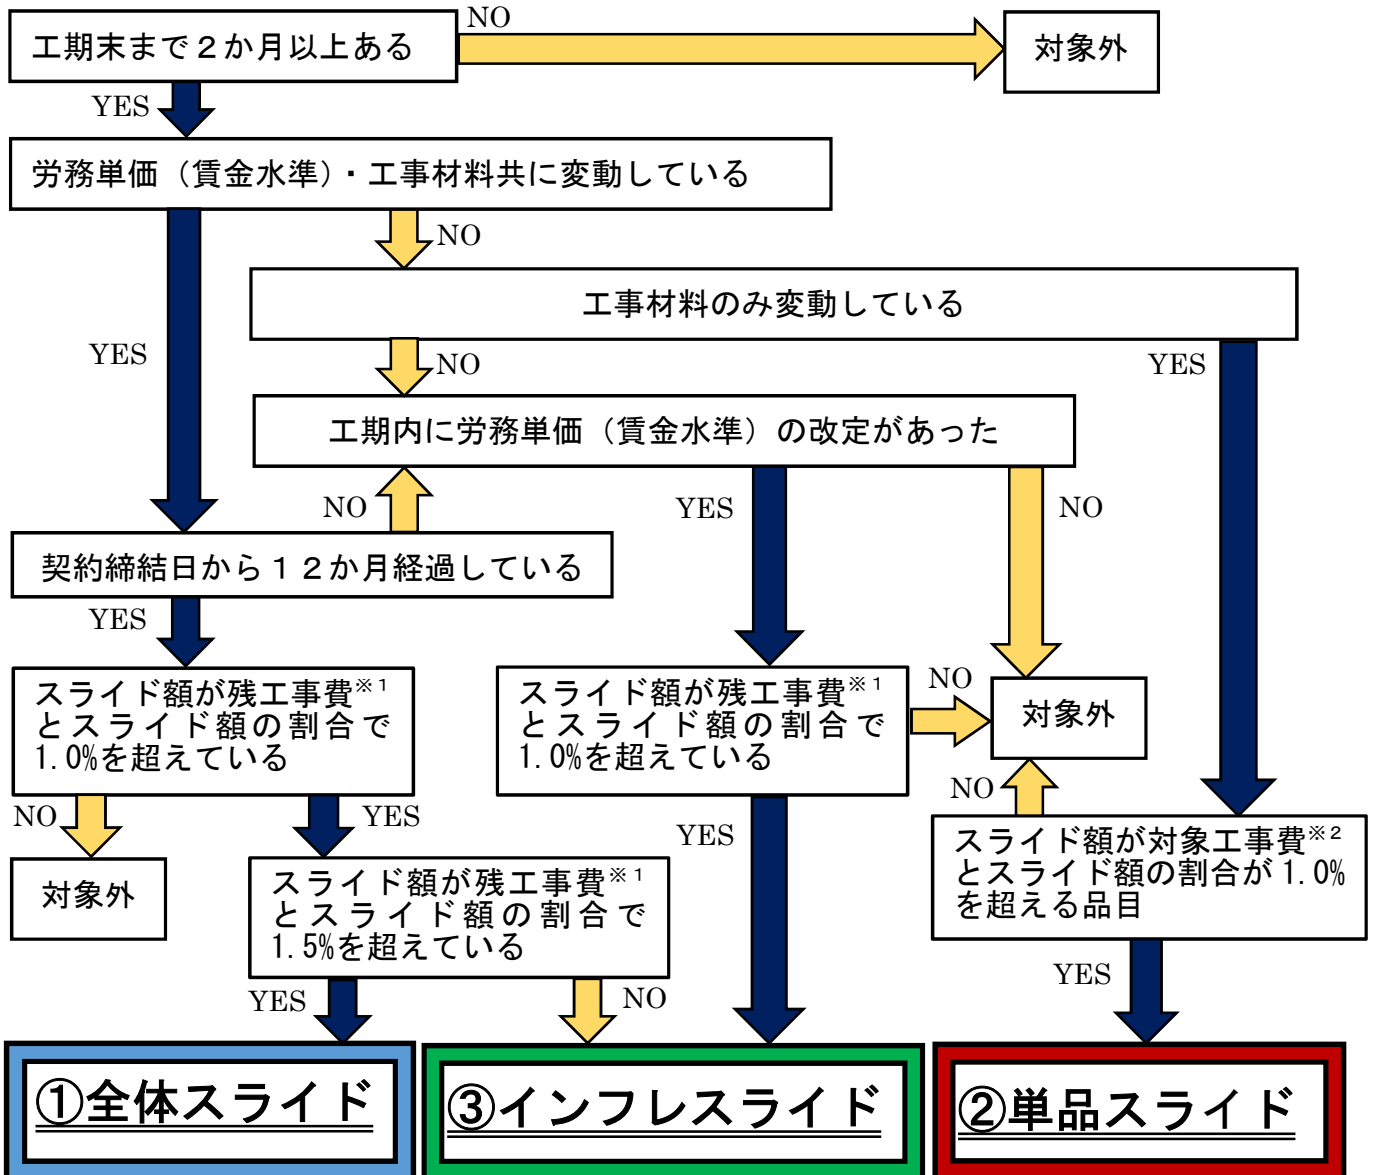 工期末まで２か月以上ある
NO
対象外
YES
労務単価（賃金水準）・工事材料共に変動している
NO
工事材料のみ変動している
YES
NO
YES
工期内に労務単価（賃金水準）の改定があった
NO
YES
NO
契約締結日から１２か月経過している
YES
スライド額が残工事費※1
とスライド額の割合で
1.0%を超えている
スライド額が残工事費※1
とスライド額の割合で
1.0%を超えている
NO
対象外
NO
YES
YES
NO
スライド額が対象工事費※2
とスライド額の割合が1.0%
を超える品目
対象外
スライド額が残工事費※1
とスライド額の割合で
1.5%を超えている
YES
NO
YES
①全体スライド
③インフレスライド
②単品スライド